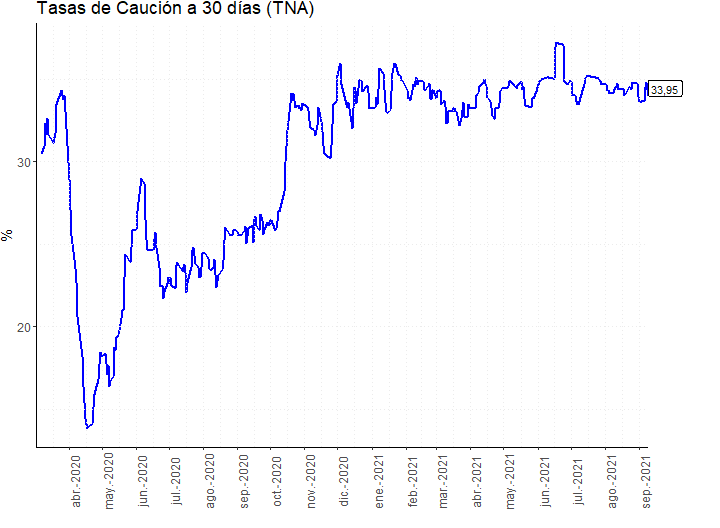 Tasas de Caución a 30 días (TNA)
%
30
20
33,95
abr.-2020
may.-2020
jun.-2020
jul.-2020
ago.-2020
sep.-2020
oct.-2020
nov.-2020
dic.-2020
ene.-2021
feb.-2021
mar.-2021
abr.-2021
may.-2021
jun.-2021
jul.-2021
ago.-2021
sep.-2021